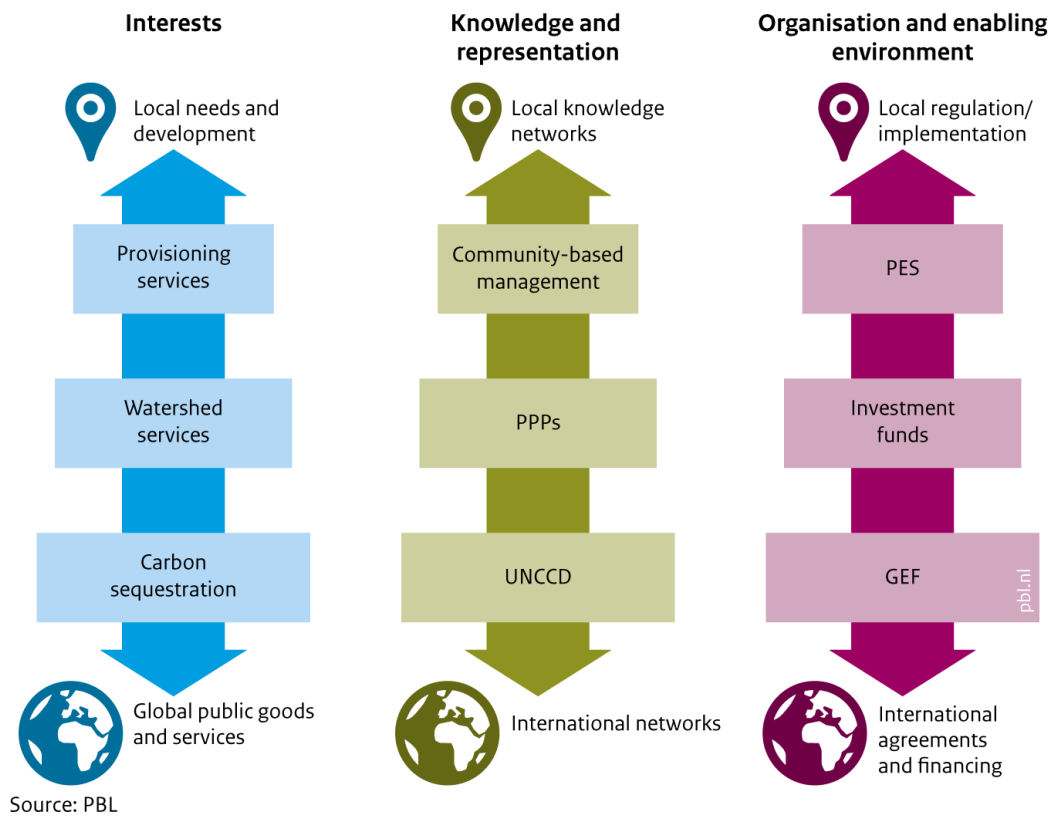 Interests
Local needs and
development
Provisioning
services
Watershed
services
Carbon
sequestration
Global public goods
and services
Knowledge and
representation
Local knowledge
networks
Community-based
management
PPPs
UNCCD
International networks
Organisation and enabling
environment
Local regulation/
implementation
PES
Investment
funds
GEF
pbl.nl
International
agreements
and financing
Source: PBL